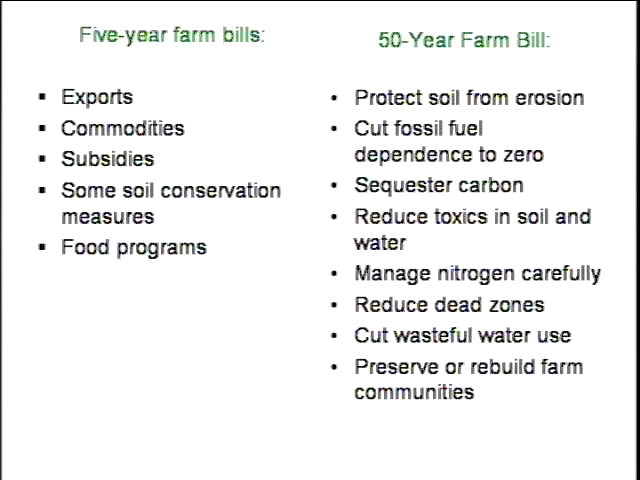 Five-year farm bills:
▪ Exports
▪ Commodities
▪ Subsidies
▪ Some soil conservation
measures
▪ Food programs
50-Year Farm Bill:
• Protect soil from erosion
• Cut fossil fuel
dependence to zero
• Sequester carbon
• Reduce toxics in soil and
water
• Manage nitrogen carefully
• Reduce dead zones
• Cut wasteful water use
• Preserve or rebuild farm
communities